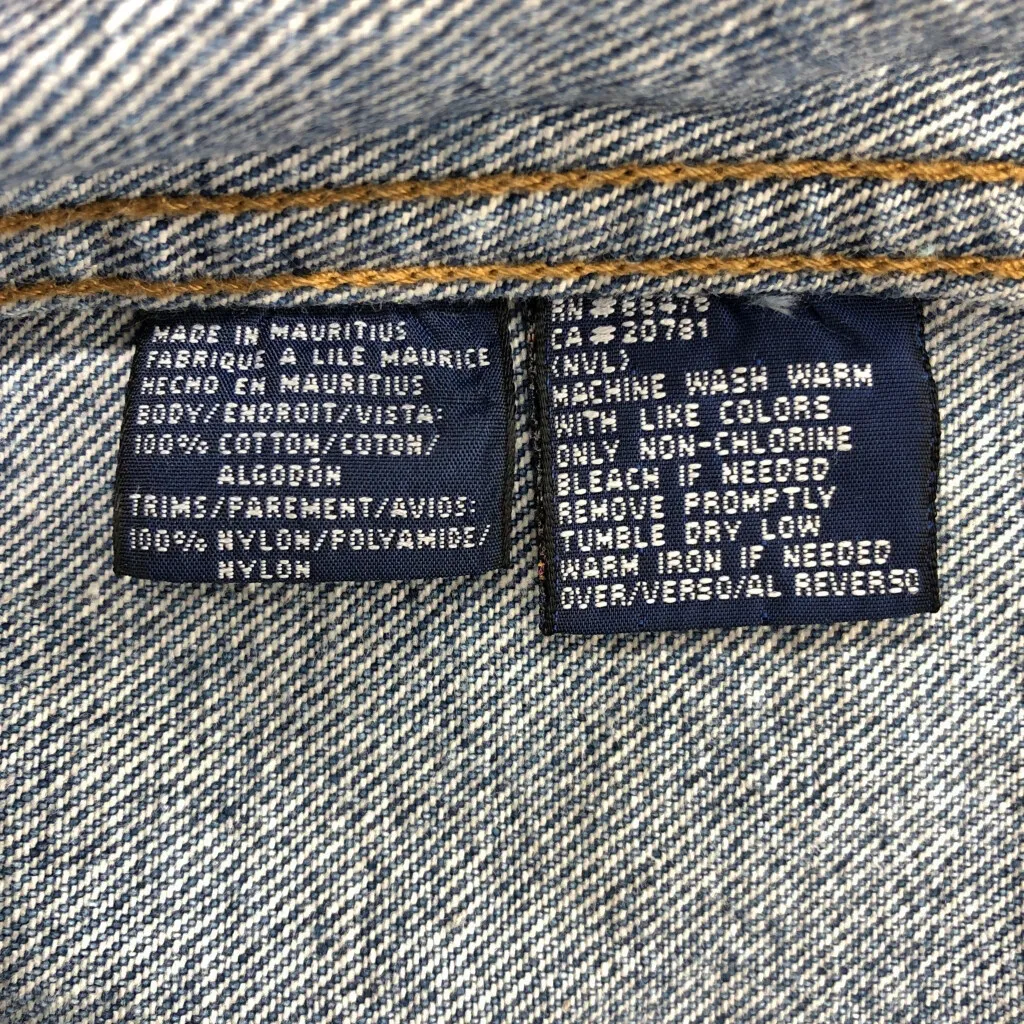 MADE IN MAURITIUS
FABRIQUE A LILE MAURICE
HECHO EN MAURITIUS
BODY/ENDROIT/VISTA:
100% COTTON/COTON/
ALGODÓN
TRIMS/PAREMENT/AVIOS:
100% NYLON/POLYAMIDE/
NYLON
CA#20781
(NVL)
MACHINE WASH WARM
WITH LIKE COLORS
ONLY NON-CHLORINE
BLEACH IF NEEDED
REMOVE PROMPTLY
TUMBLE DRY LOW
WARM IRON IF NEEDED
OVER/VERSO/AL REVERSO